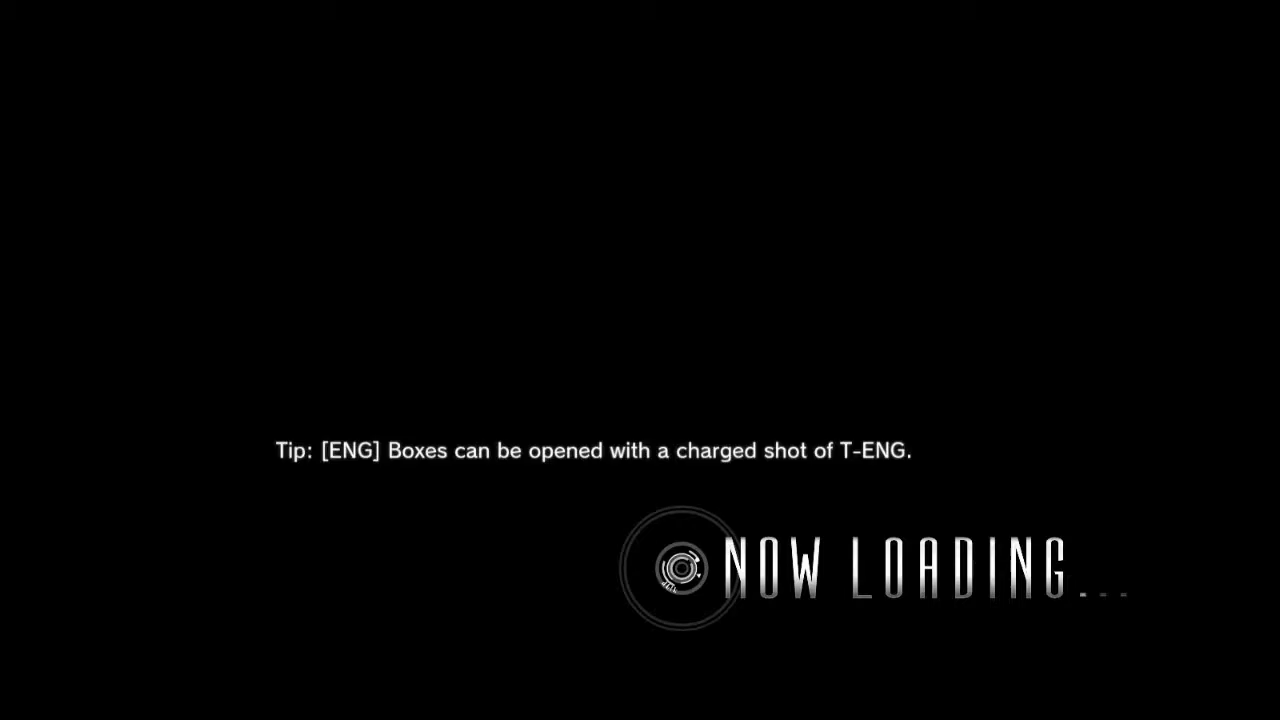 Tip: [ENG] Boxes can be opened with a charged shot of T-ENG.
NOW LOADING...